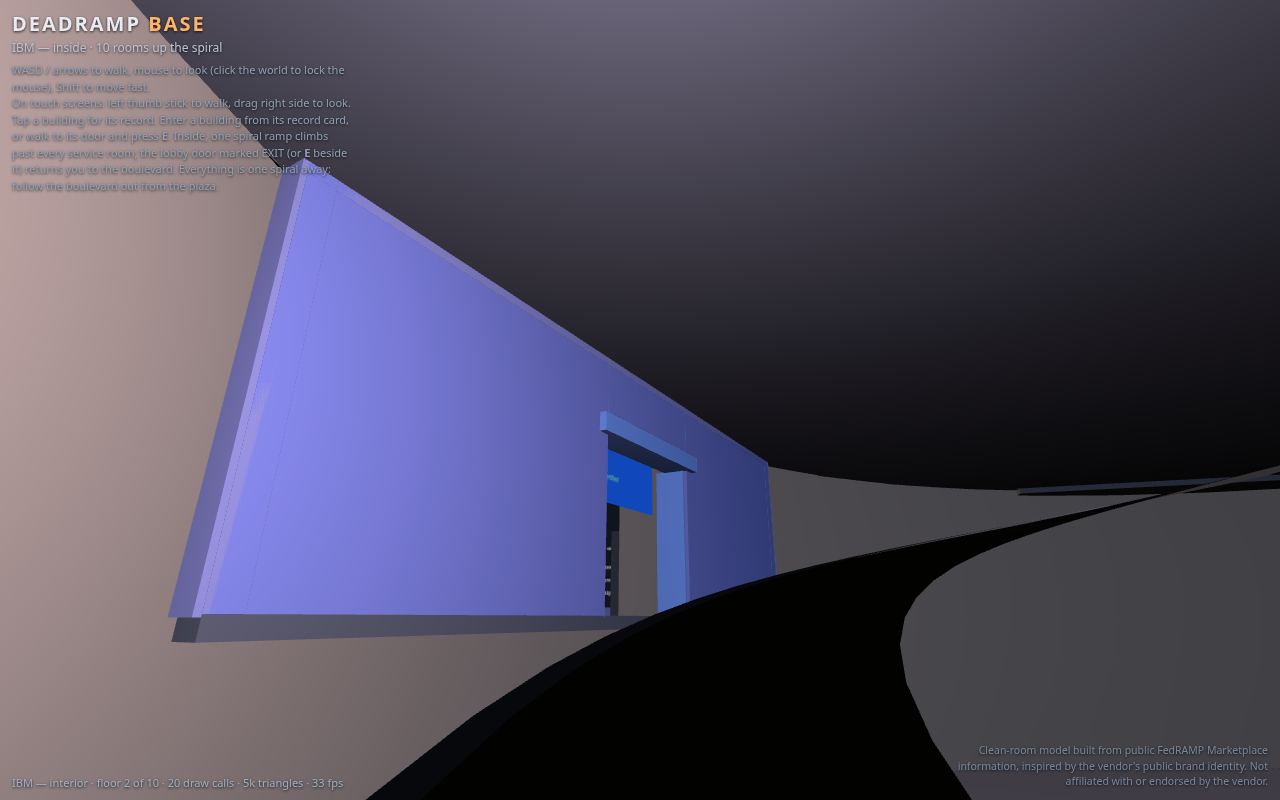 DEADRAMP BASE
IBM — inside · 10 rooms up the spiral
WASD / arrows to walk, mouse to look (click the world to lock the
mouse), Shift to move fast.
On touch screens: left thumb stick to walk, drag right side to look.
Tap a building for its record. Enter a building from its record card,
or walk to its door and press E. Inside, one spiral ramp climbs
past every service room; the lobby door marked EXIT (or E beside
it) returns you to the boulevard. Everything is one spiral away;
follow the boulevard out from the plaza.
IBM — interior · floor 2 of 10 · 20 draw calls · 5k triangles · 33 fps
Clean-room model built from public FedRAMP Marketplace
information, inspired by the vendor's public brand identity. Not
affiliated with or endorsed by the vendor.